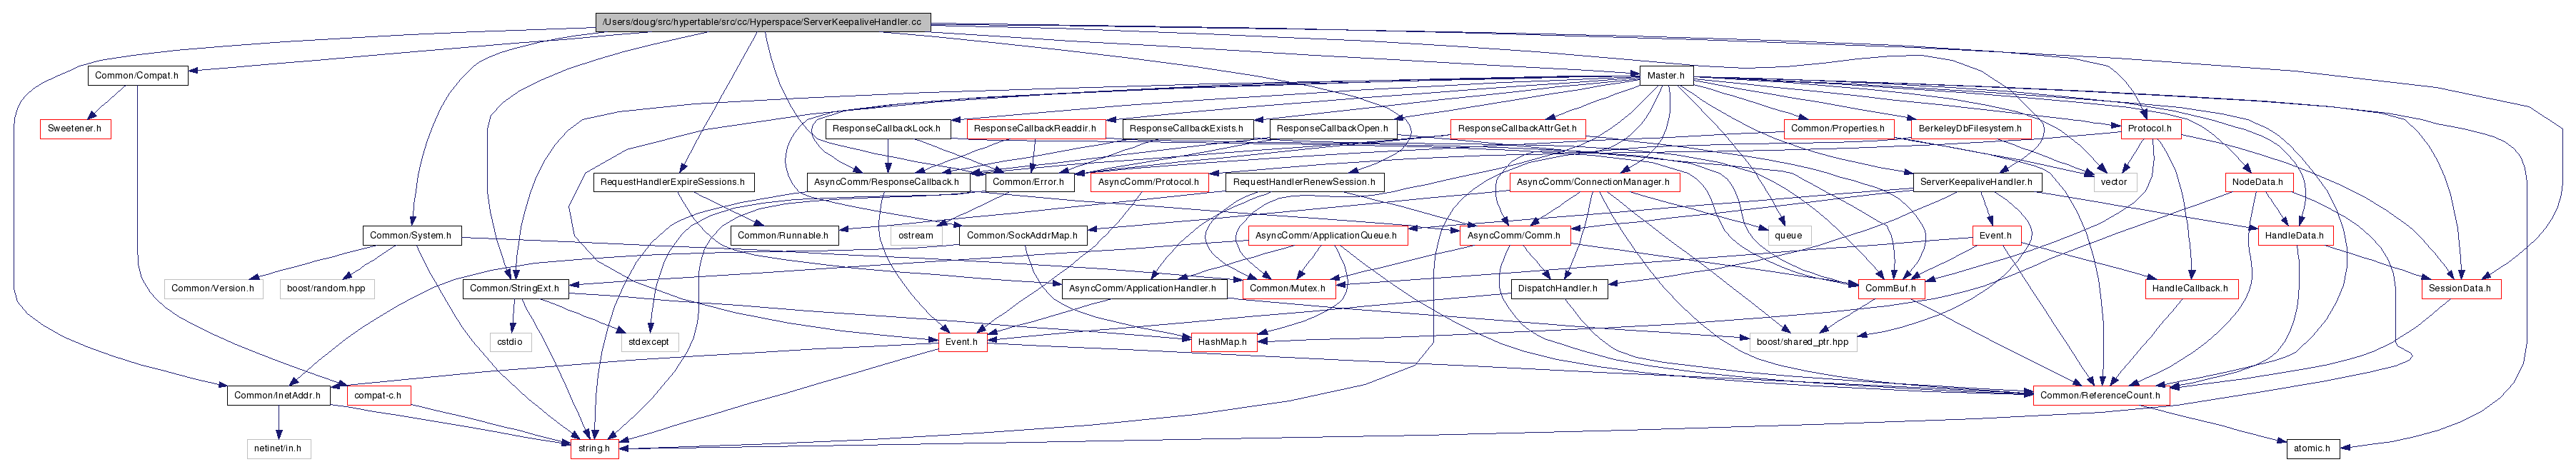 /Users/doug/src/hypertable/src/cc/Hyperspace/ServerKeepaliveHandler.cc
Common/Compat.h
Master.h
Sweetener.h
ResponseCallbackLock.h
ResponseCallbackReaddir.h
ResponseCallbackExists.h
ResponseCallbackOpen.h
ResponseCallbackAttrGet.h
Common/Properties.h
BerkeleyDbFilesystem.h
Protocol.h
RequestHandlerExpireSessions.h
AsyncComm/ResponseCallback.h
Common/Error.h
AsyncComm/Protocol.h
RequestHandlerRenewSession.h
AsyncComm/ConnectionManager.h
ServerKeepaliveHandler.h
vector
NodeData.h
Common/System.h
Common/Runnable.h
ostream
Common/SockAddrMap.h
AsyncComm/ApplicationQueue.h
AsyncComm/Comm.h
queue
Event.h
HandleData.h
Common/Version.h
boost/random.hpp
Common/StringExt.h
AsyncComm/ApplicationHandler.h
Common/Mutex.h
DispatchHandler.h
CommBuf.h
HandleCallback.h
SessionData.h
cstdio
stdexcept
Event.h
HashMap.h
boost/shared_ptr.hpp
Common/InetAddr.h
compat-c.h
Common/ReferenceCount.h
netinet/in.h
string.h
atomic.h